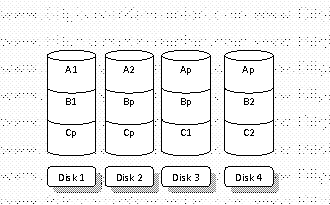 A1 A2 Ap Ap
B1 Bp Bp B2
Cp Cp C1 C2
Disk 1 Disk 2 Disk 3 Disk 4